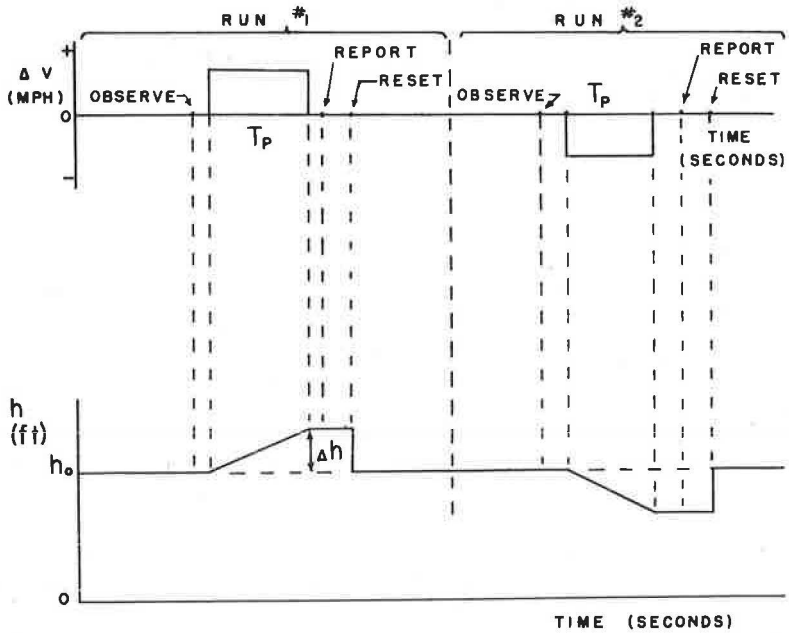 RUN #1
RUN #2
+
Δ V
(MPH)
0
-
OBSERVE
TP
REPORT
RESET
OBSERVE
TP
REPORT
RESET
TIME
(SECONDS)
h
(ft)
h0
Δh
0
TIME (SECONDS)